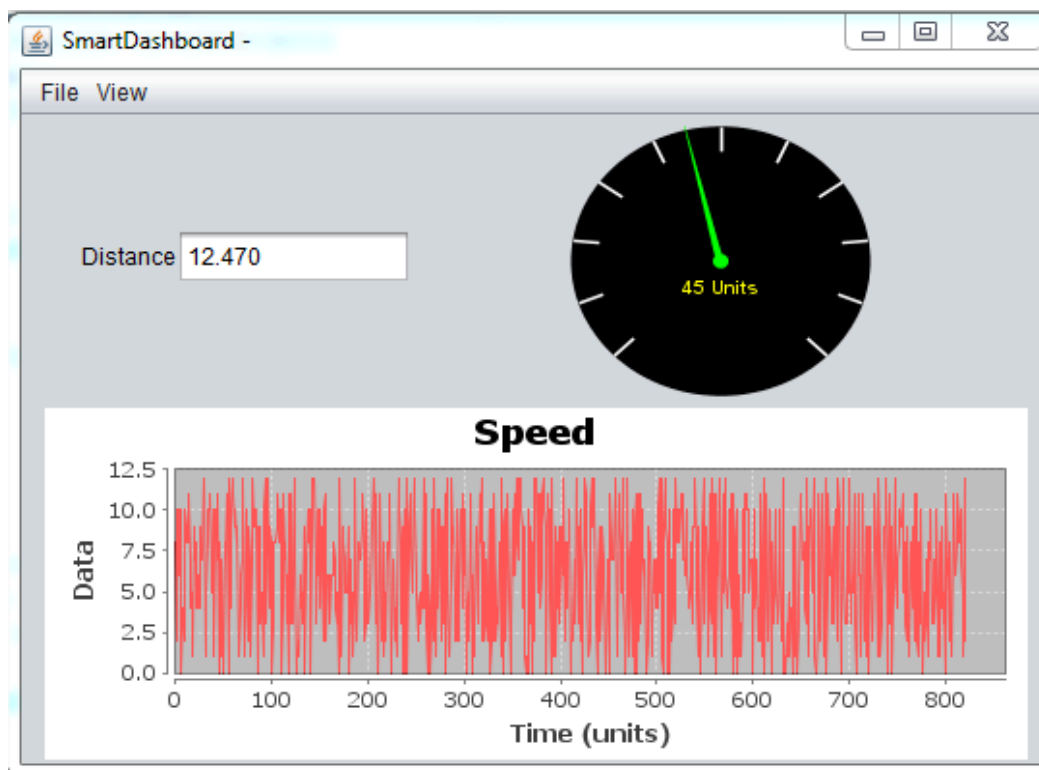 SmartDashboard -
File View
Distance 12.470
45 Units
Speed
12.5
10.0
7.5
5.0
2.5
0.0
Data
0 100 200 300 400 500 600 700 800
Time (units)